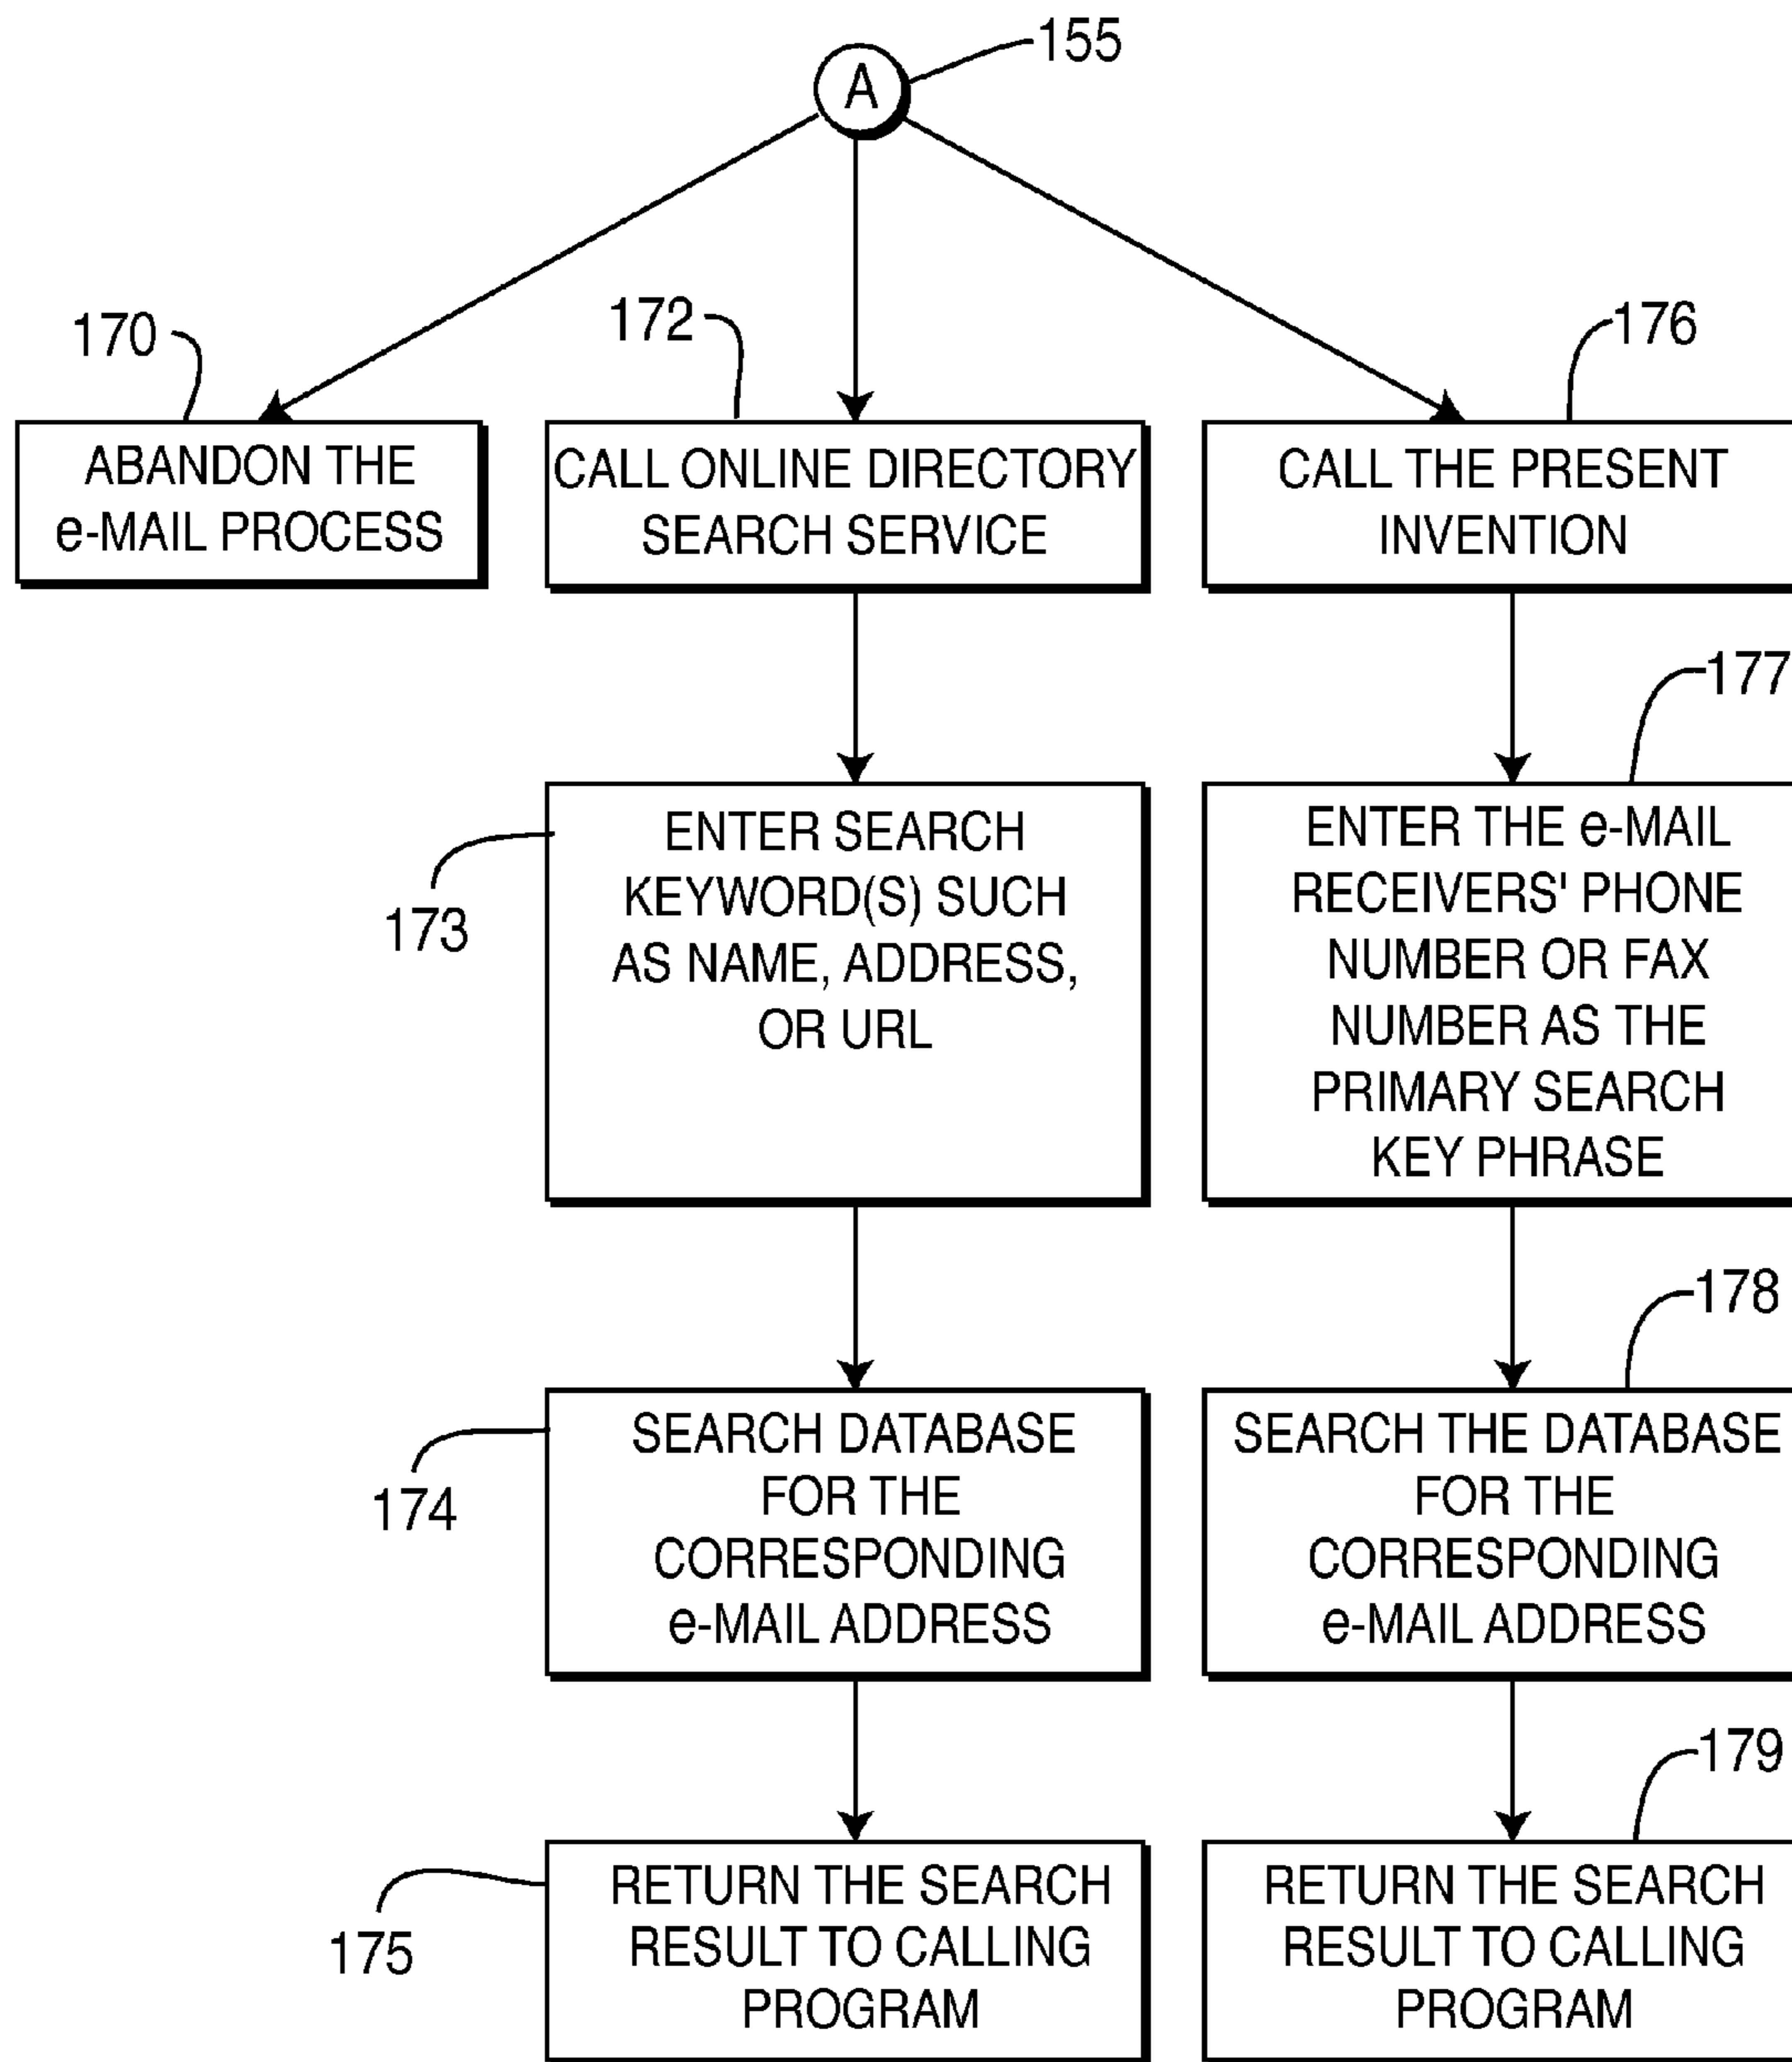 155
A
170
172
176
ABANDON THE
e-MAIL PROCESS
CALL ONLINE DIRECTORY
SEARCH SERVICE
CALL THE PRESENT
INVENTION
177
173
ENTER SEARCH
KEYWORD(S) SUCH
AS NAME, ADDRESS,
OR URL
ENTER THE e-MAIL
RECEIVERS' PHONE
NUMBER OR FAX
NUMBER AS THE
PRIMARY SEARCH
KEY PHRASE
178
174
SEARCH DATABASE
FOR THE
CORRESPONDING
e-MAIL ADDRESS
SEARCH THE DATABASE
FOR THE
CORRESPONDING
e-MAIL ADDRESS
179
175
RETURN THE SEARCH
RESULT TO CALLING
PROGRAM
RETURN THE SEARCH
RESULT TO CALLING
PROGRAM